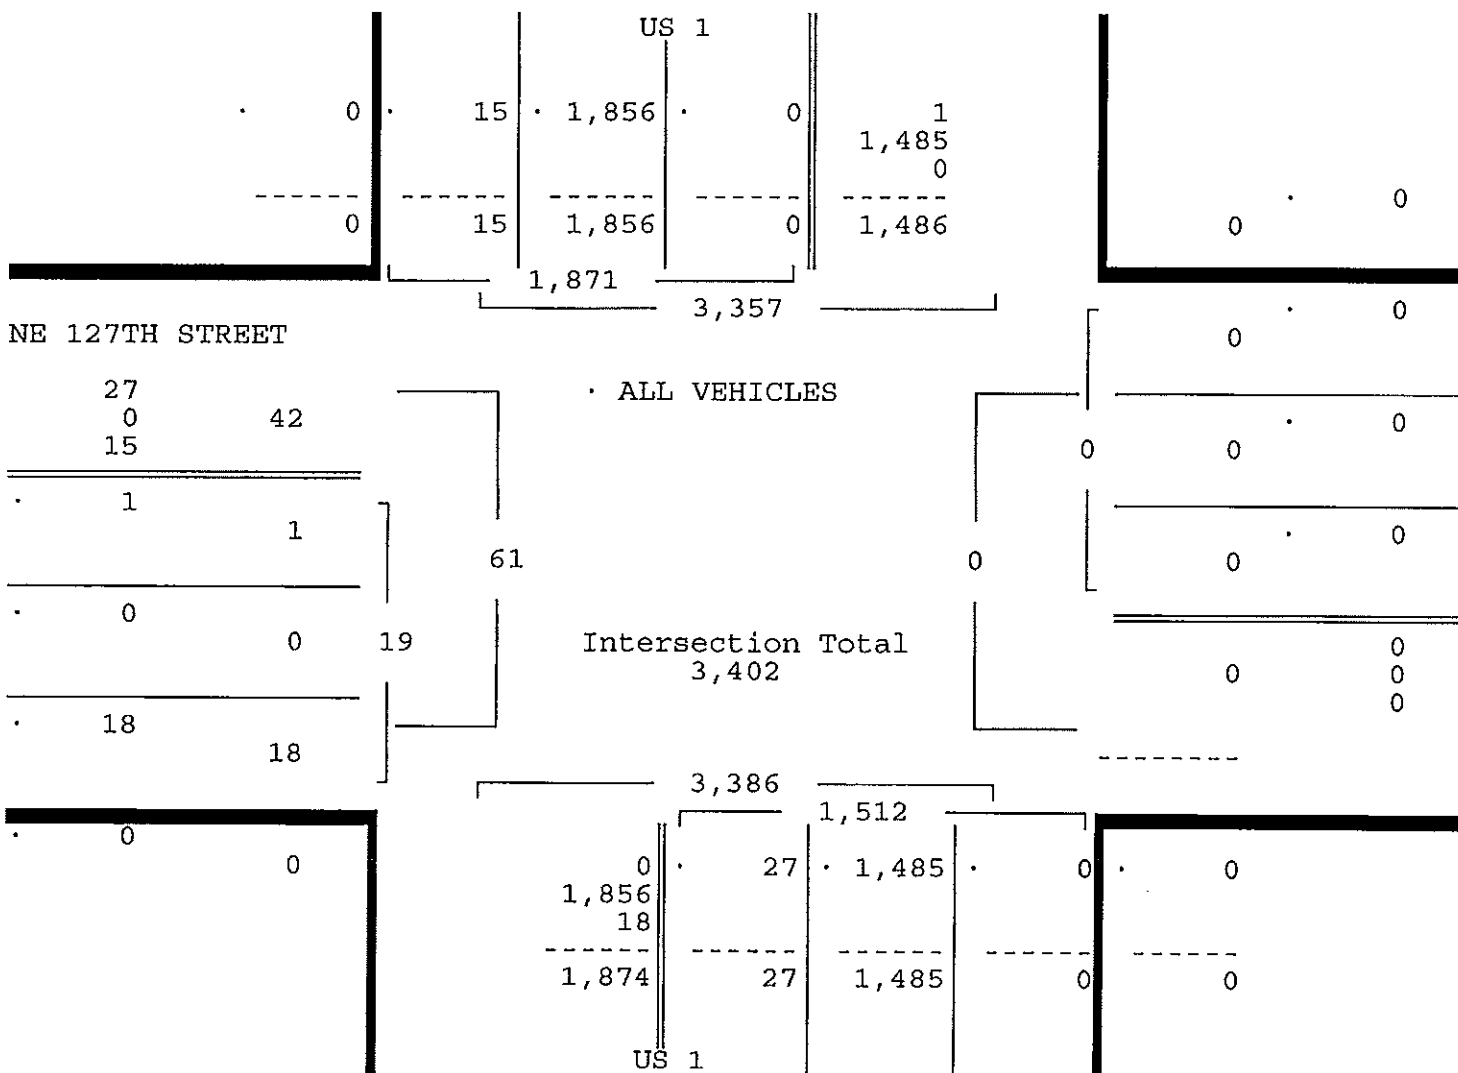 US 1
· 0 · 15 · 1,856 · 0 1
1,485
0
------ ------ ------ ------ ------ · 0
0 15 1,856 0 1,486 0
1,871
3,357 · 0
NE 127TH STREET 0
27 · ALL VEHICLES
0 42 · 0
15 0 0
· 1
1 · 0
61 0 0
· 0
0 19 Intersection Total 0
3,402 0 0
· 18 0
18 --------
3,386
1,512
· 0
0 0 · 27 · 1,485 · 0 · 0
1,856
18
------ ------ ------ ------ ------
1,874 27 1,485 0 0
US 1